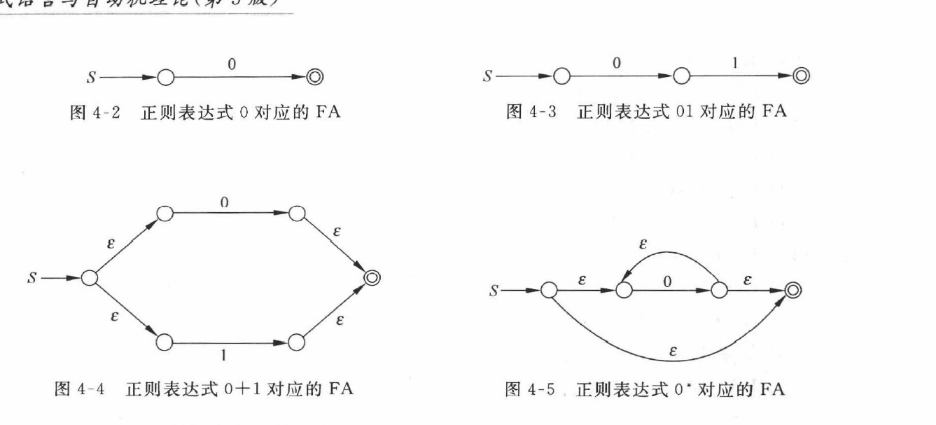 式语言与自动机理论(第3版)
S 0
图 4-2 正则表达式 0 对应的 FA
S 0 1
图 4-3 正则表达式 01 对应的 FA
0
ε ε
S
ε ε
1
图 4-4 正则表达式 0+1 对应的 FA
ε
S ε 0 ε
ε
图 4-5 正则表达式 0* 对应的 FA